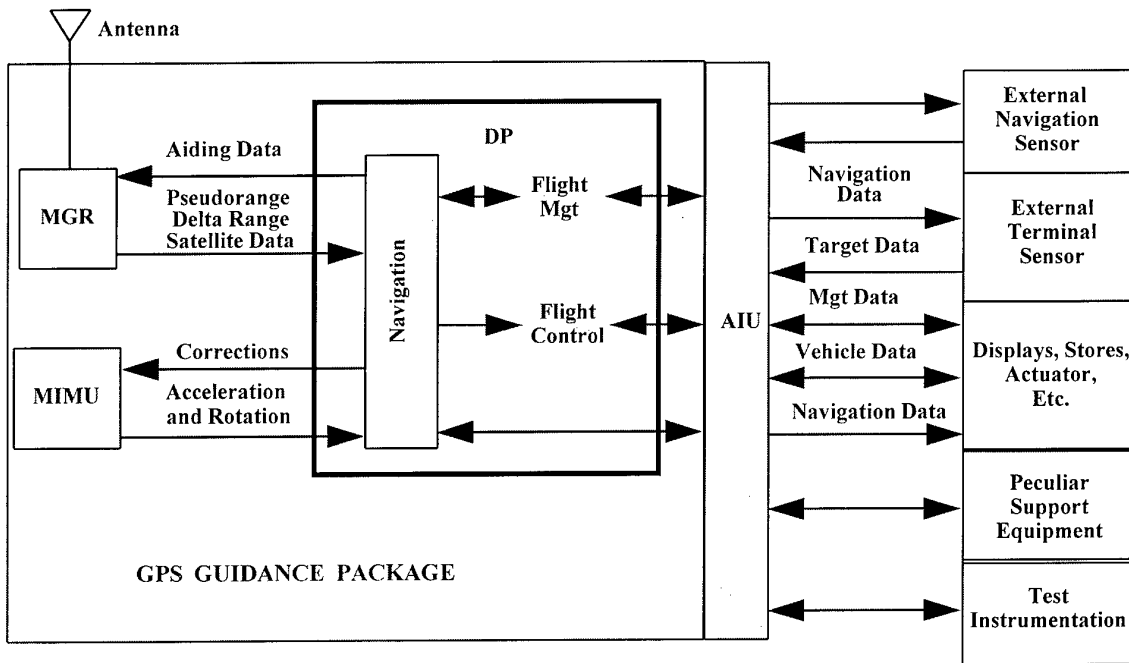 Antenna
DP
Aiding Data
MGR
Pseudorange
Delta Range
Satellite Data
Navigation
Flight
Mgt
Flight
Control
Corrections
MIMU
Acceleration
and Rotation
GPS GUIDANCE PACKAGE
AIU
Navigation
Data
Target Data
Mgt Data
Vehicle Data
Navigation Data
External
Navigation
Sensor
External
Terminal
Sensor
Displays, Stores,
Actuator,
Etc.
Peculiar
Support
Equipment
Test
Instrumentation